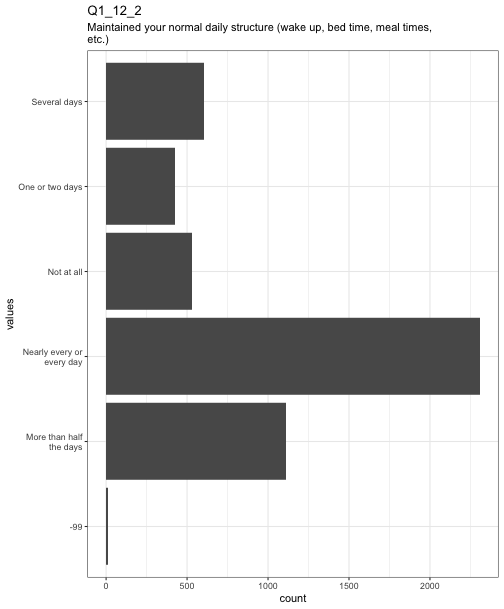 Q1_12_2
Maintained your normal daily structure (wake up, bed time, meal times,
etc.)
Several days
One or two days
Not at all
Nearly every or
every day
More than half
the days
-99
values
0 500 1000 1500 2000
count